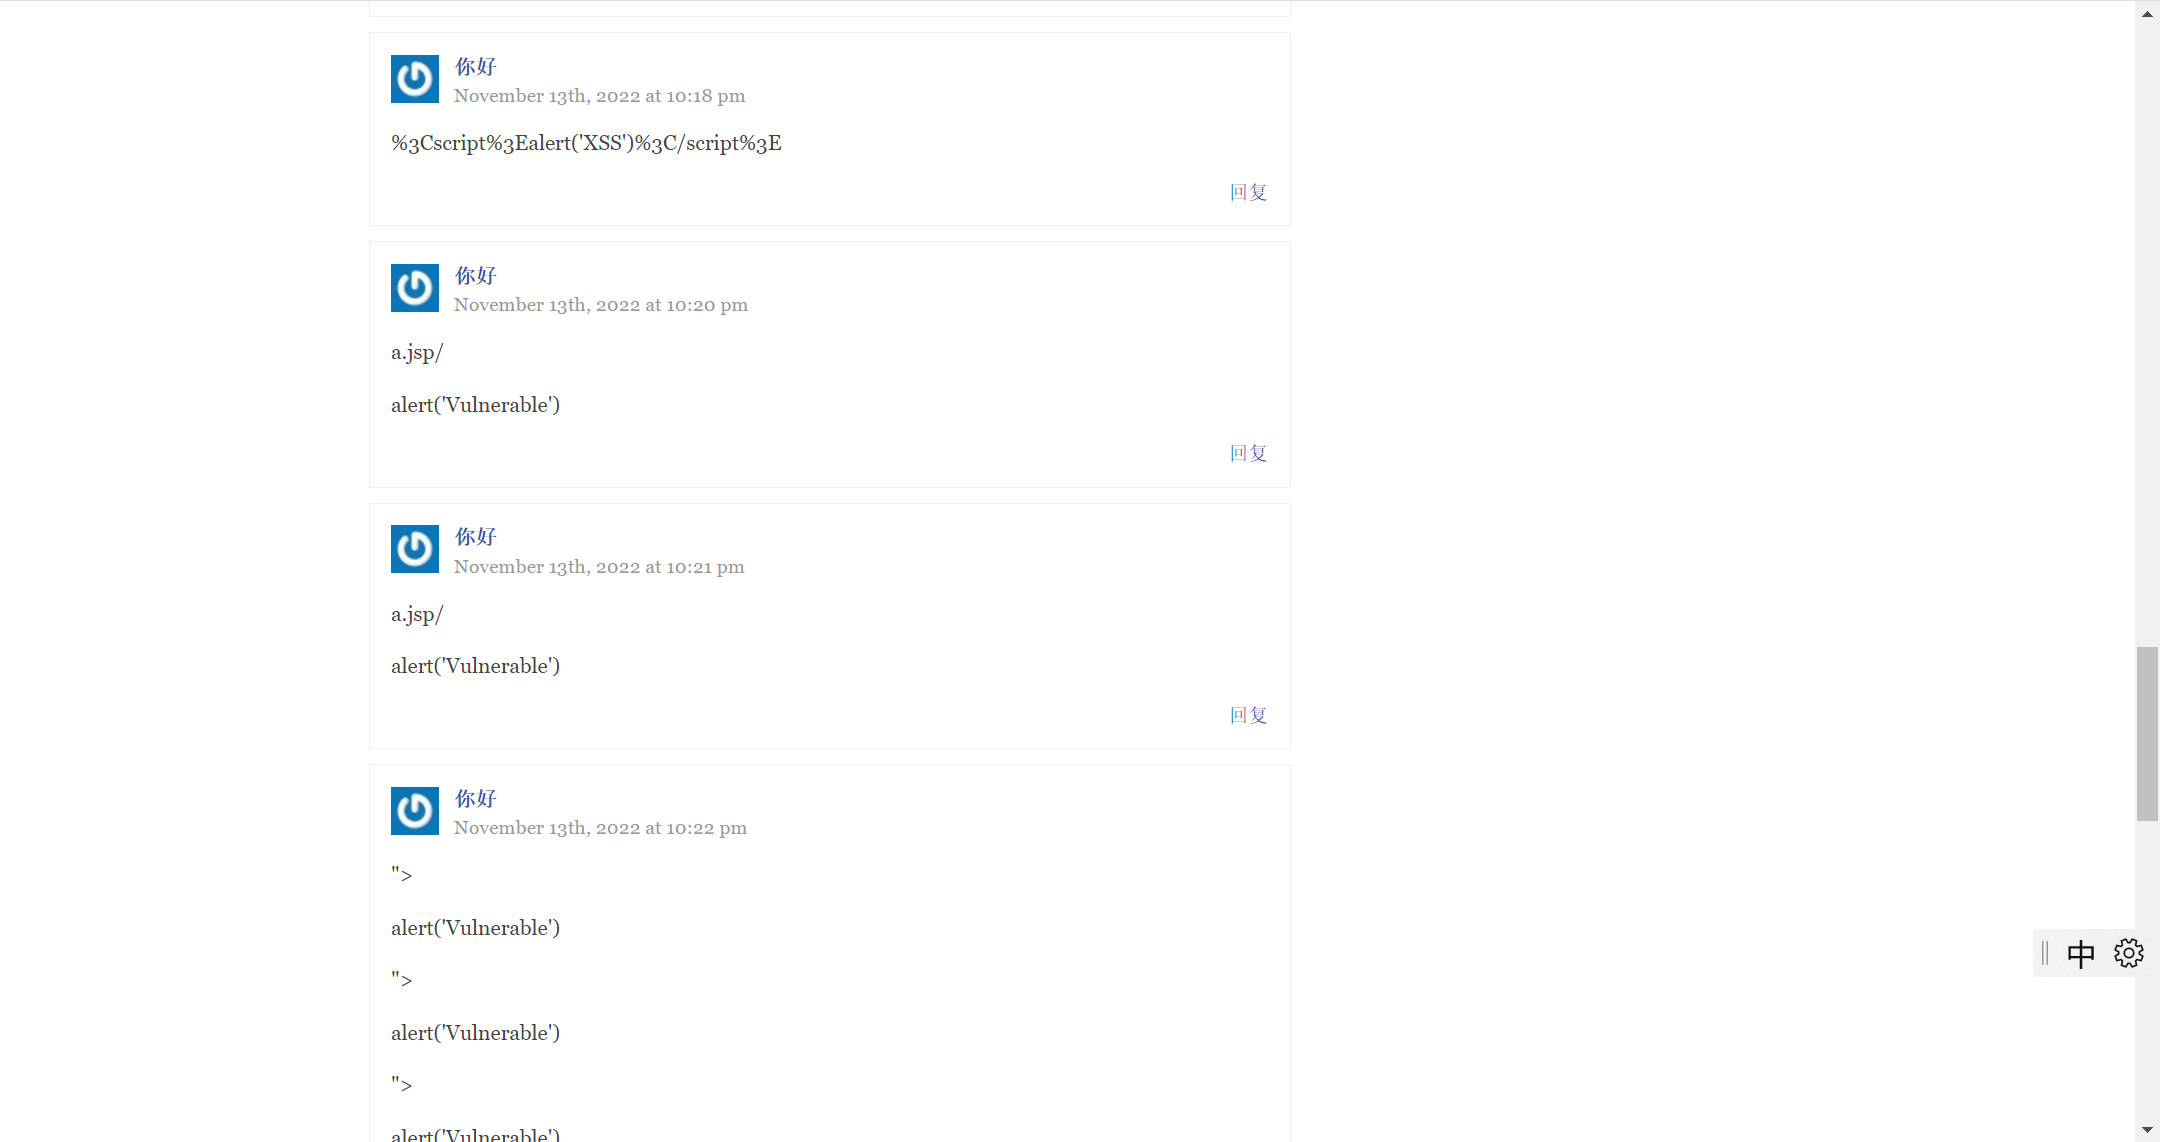 你好
November 13th, 2022 at 10:18 pm
%3Cscript%3Ealert('XSS')%3C/script%3E
回复
你好
November 13th, 2022 at 10:20 pm
a.jsp/
alert('Vulnerable')
回复
你好
November 13th, 2022 at 10:21 pm
a.jsp/
alert('Vulnerable')
回复
你好
November 13th, 2022 at 10:22 pm
">
alert('Vulnerable')
">
alert('Vulnerable')
">
alert('Vulnerable')
中